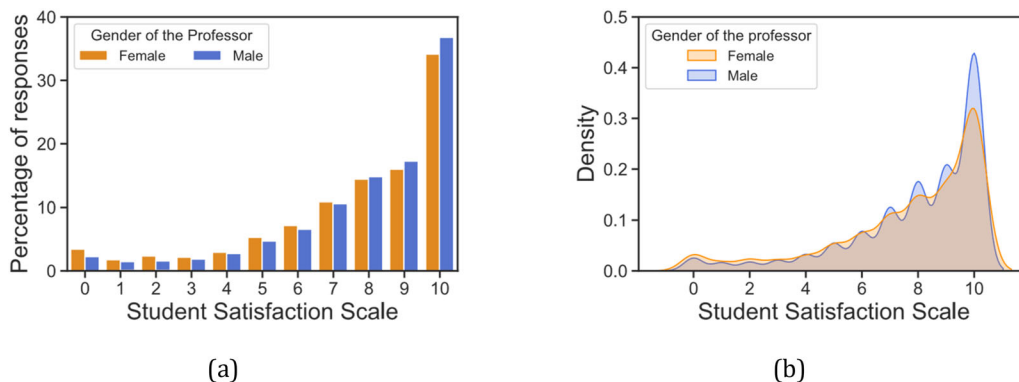 Percentage of responses
40
30
20
10
0
Gender of the Professor
Female Male
0 1 2 3 4 5 6 7 8 9 10
Student Satisfaction Scale
(a)
Density
0.5
0.4
0.3
0.2
0.1
0.0
Gender of the professor
Female
Male
0 2 4 6 8 10
Student Satisfaction Scale
(b)